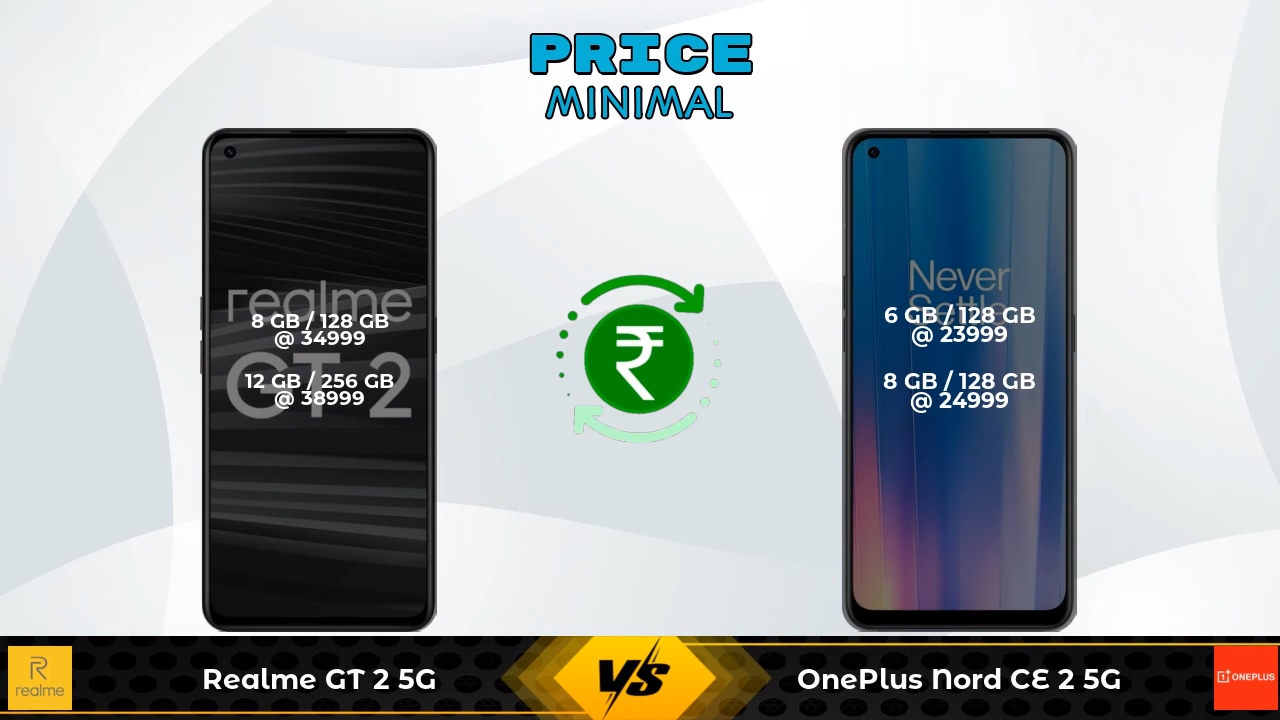 PRICE
MINIMAL
realme
GT 2
8 GB / 128 GB
@ 34999
12 GB / 256 GB
@ 38999
₹
Never
Settle
6 GB / 128 GB
@ 23999
8 GB / 128 GB
@ 24999
R
realme
Realme GT 2 5G
VS
OnePlus Nord CE 2 5G
1+ ONEPLUS